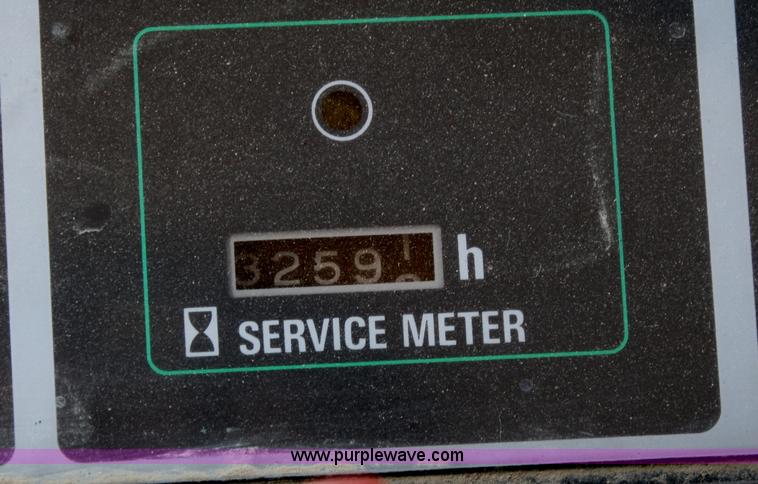 3259
h
SERVICE METER
www.purplewave.com